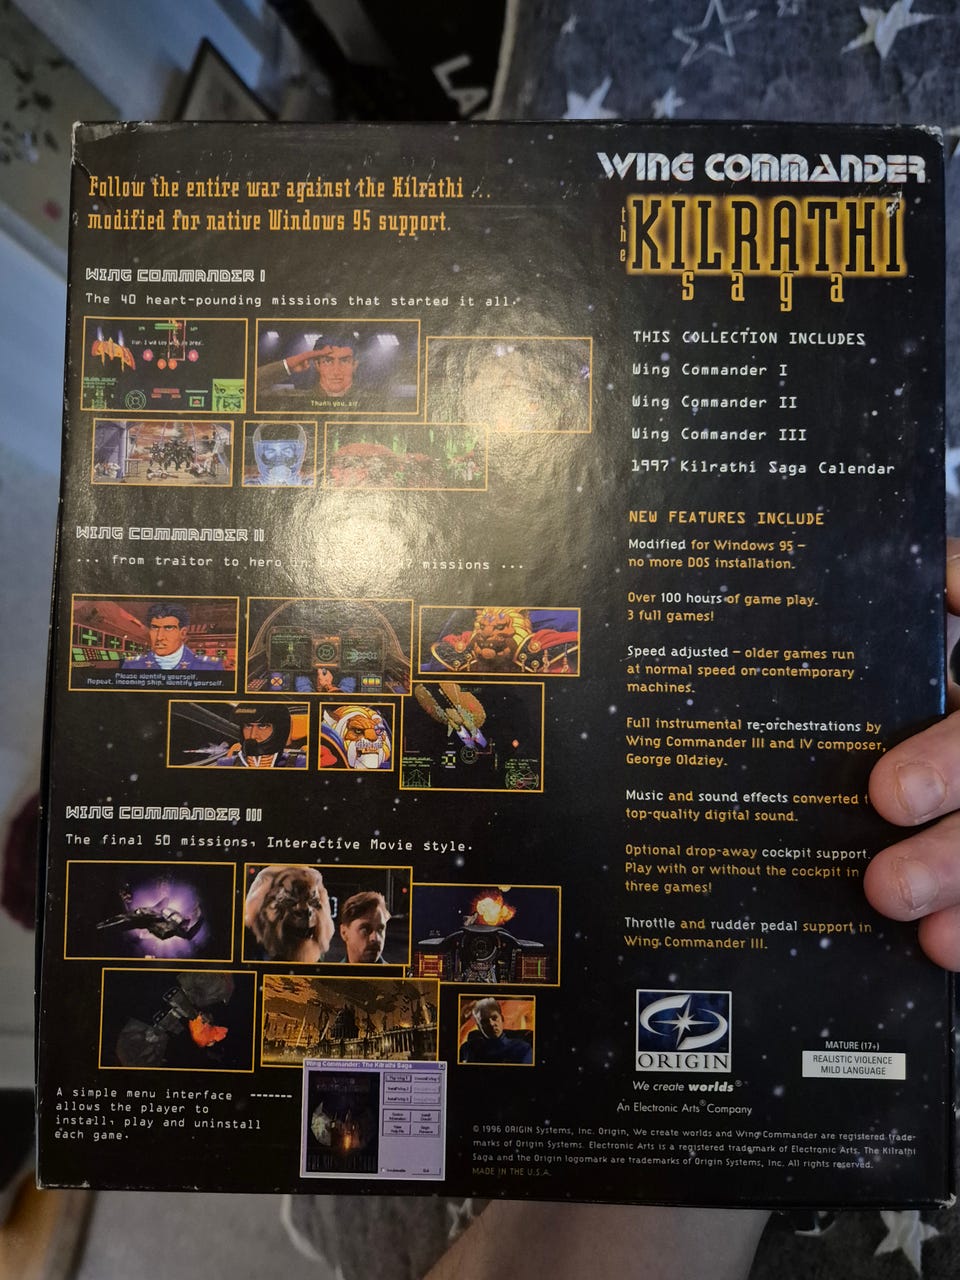 Follow the entire war against the Kilrathi ...
modified for native Windows 95 support.
WING COMMANDER I
The 40 heart-pounding missions that started it all.
Thank you, sir.
WING COMMANDER II
... from traitor to hero in missions ...
Please identify yourself.
Repeat, incoming ship, identify yourself.
WING COMMANDER III
The final 50 missions, Interactive Movie style.
A simple menu interface -------
allows the player to
install, play and uninstall
each game.
Wing Commander: The Kilrathi Saga
WING COMMANDER
the
KILRATHI
saga
THIS COLLECTION INCLUDES
Wing Commander I
Wing Commander II
Wing Commander III
1997 Kilrathi Saga Calendar
NEW FEATURES INCLUDE
Modified for Windows 95 –
no more DOS installation.
Over 100 hours of game play.
3 full games!
Speed adjusted – older games run
at normal speed on contemporary
machines.
Full instrumental re-orchestrations by
Wing Commander III and IV composer,
George Oldziey.
Music and sound effects converted
top-quality digital sound.
Optional drop-away cockpit support.
Play with or without the cockpit in
three games!
Throttle and rudder pedal support in
Wing Commander III.
ORIGIN
We create worlds®
An Electronic Arts® Company
MATURE (17+)
REALISTIC VIOLENCE
MILD LANGUAGE
© 1996 ORIGIN Systems, Inc. Origin, We create worlds and Wing Commander are registered trade-
marks of Origin Systems. Electronic Arts is a registered trademark of Electronic Arts. The Kilrathi
Saga and the Origin logomark are trademarks of Origin Systems, Inc. All rights reserved.
MADE IN THE U.S.A.